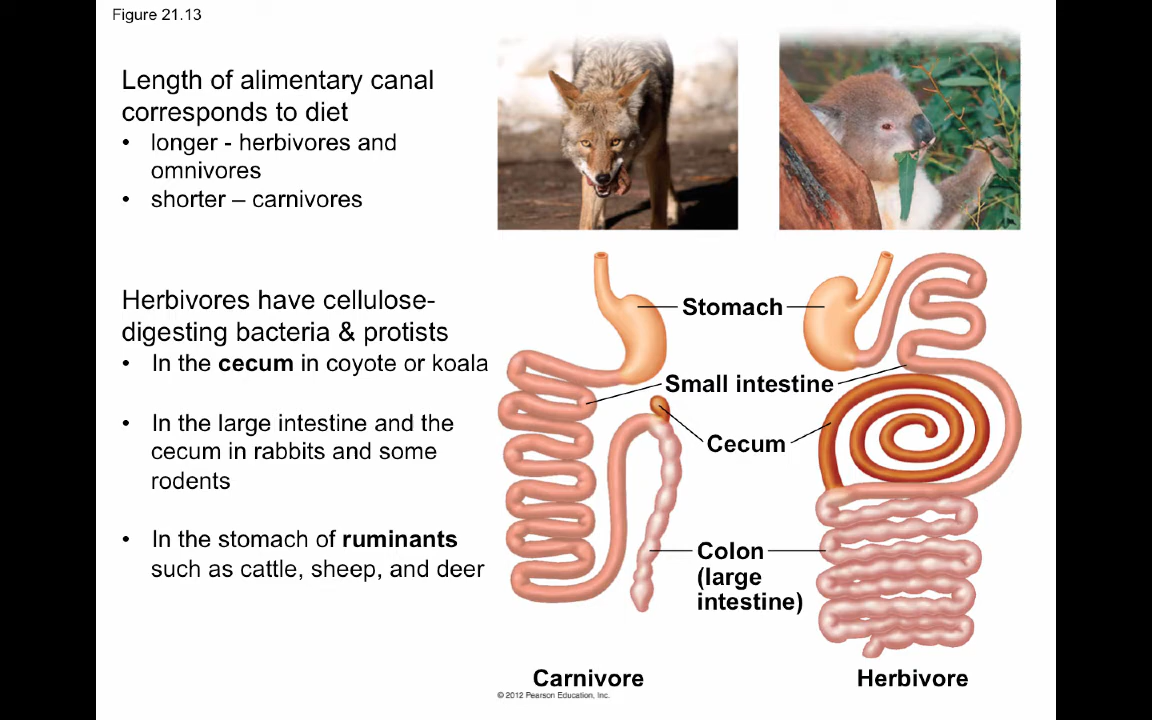 Figure 21.13
Length of alimentary canal
corresponds to diet
• longer - herbivores and
omnivores
• shorter – carnivores
Herbivores have cellulose-
digesting bacteria & protists
• In the cecum in coyote or koala
• In the large intestine and the
cecum in rabbits and some
rodents
• In the stomach of ruminants
such as cattle, sheep, and deer
Stomach
Small intestine
Cecum
Colon
(large
intestine)
Carnivore
Herbivore
© 2012 Pearson Education, Inc.